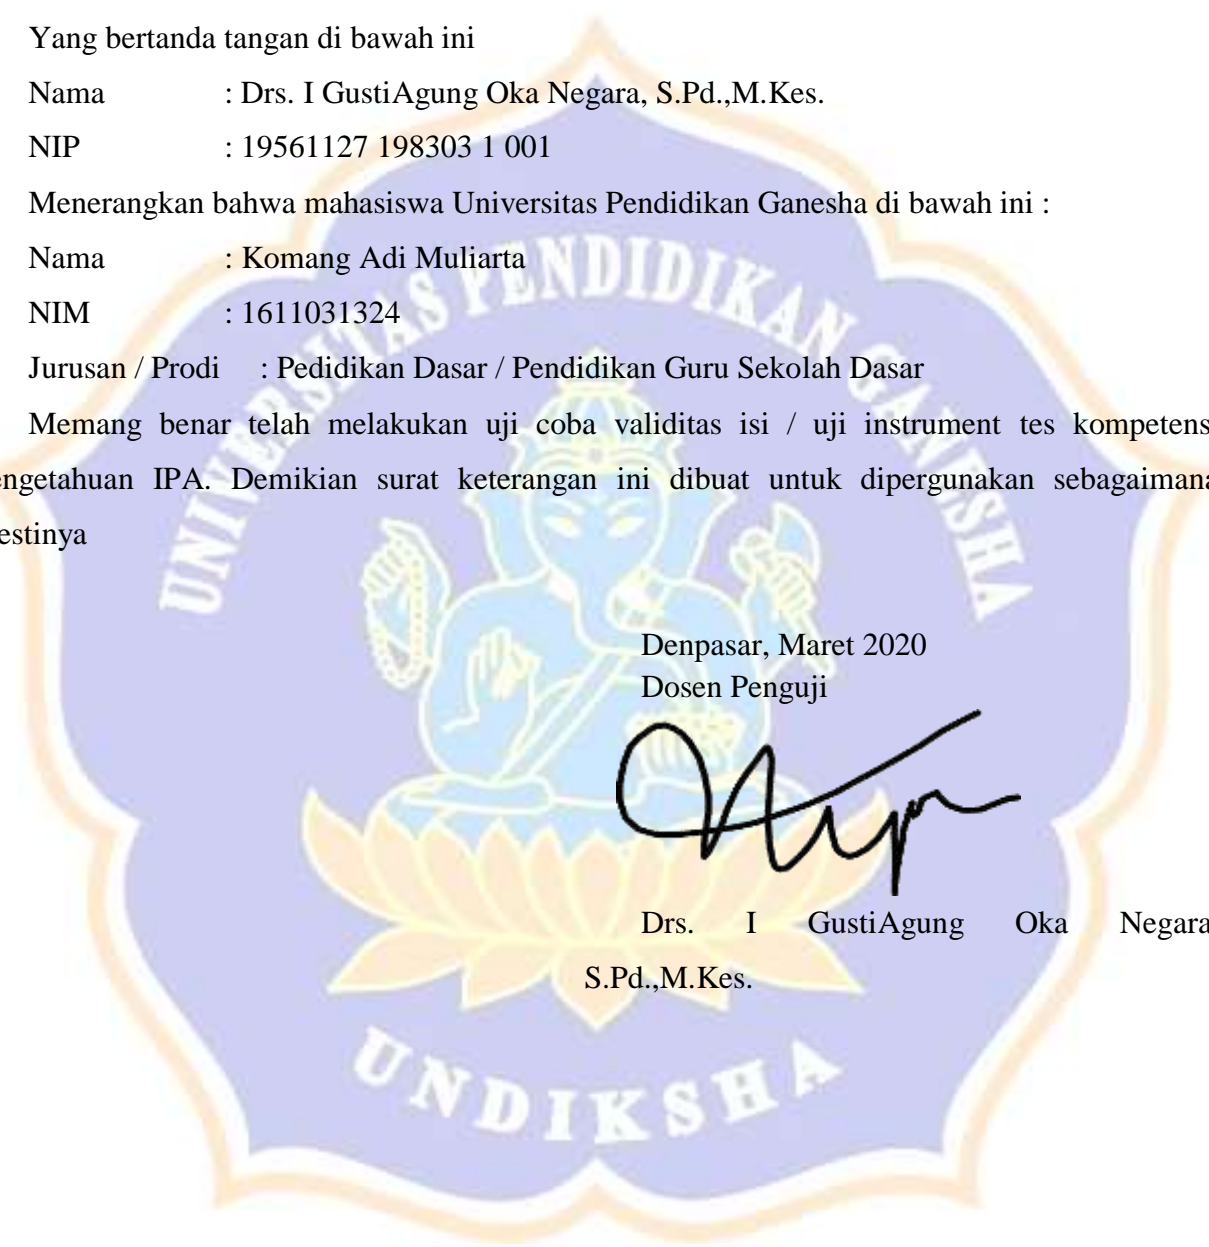 Yang bertanda tangan di bawah ini
Nama : Drs. I GustiAgung Oka Negara, S.Pd.,M.Kes.
NIP : 19561127 198303 1 001
Menerangkan bahwa mahasiswa Universitas Pendidikan Ganesha di bawah ini :
Nama : Komang Adi Muliarta
NIM : 1611031324
Jurusan / Prodi : Pedidikan Dasar / Pendidikan Guru Sekolah Dasar
Memang benar telah melakukan uji coba validitas isi / uji instrument tes kompetens
engetahuan IPA. Demikian surat keterangan ini dibuat untuk dipergunakan sebagaimana
estinya
Denpasar, Maret 2020
Dosen Penguji
Drs. I GustiAgung Oka Negara
S.Pd.,M.Kes.
UNIVERSITAS PENDIDIKAN GANESHA
UNDIKSHA